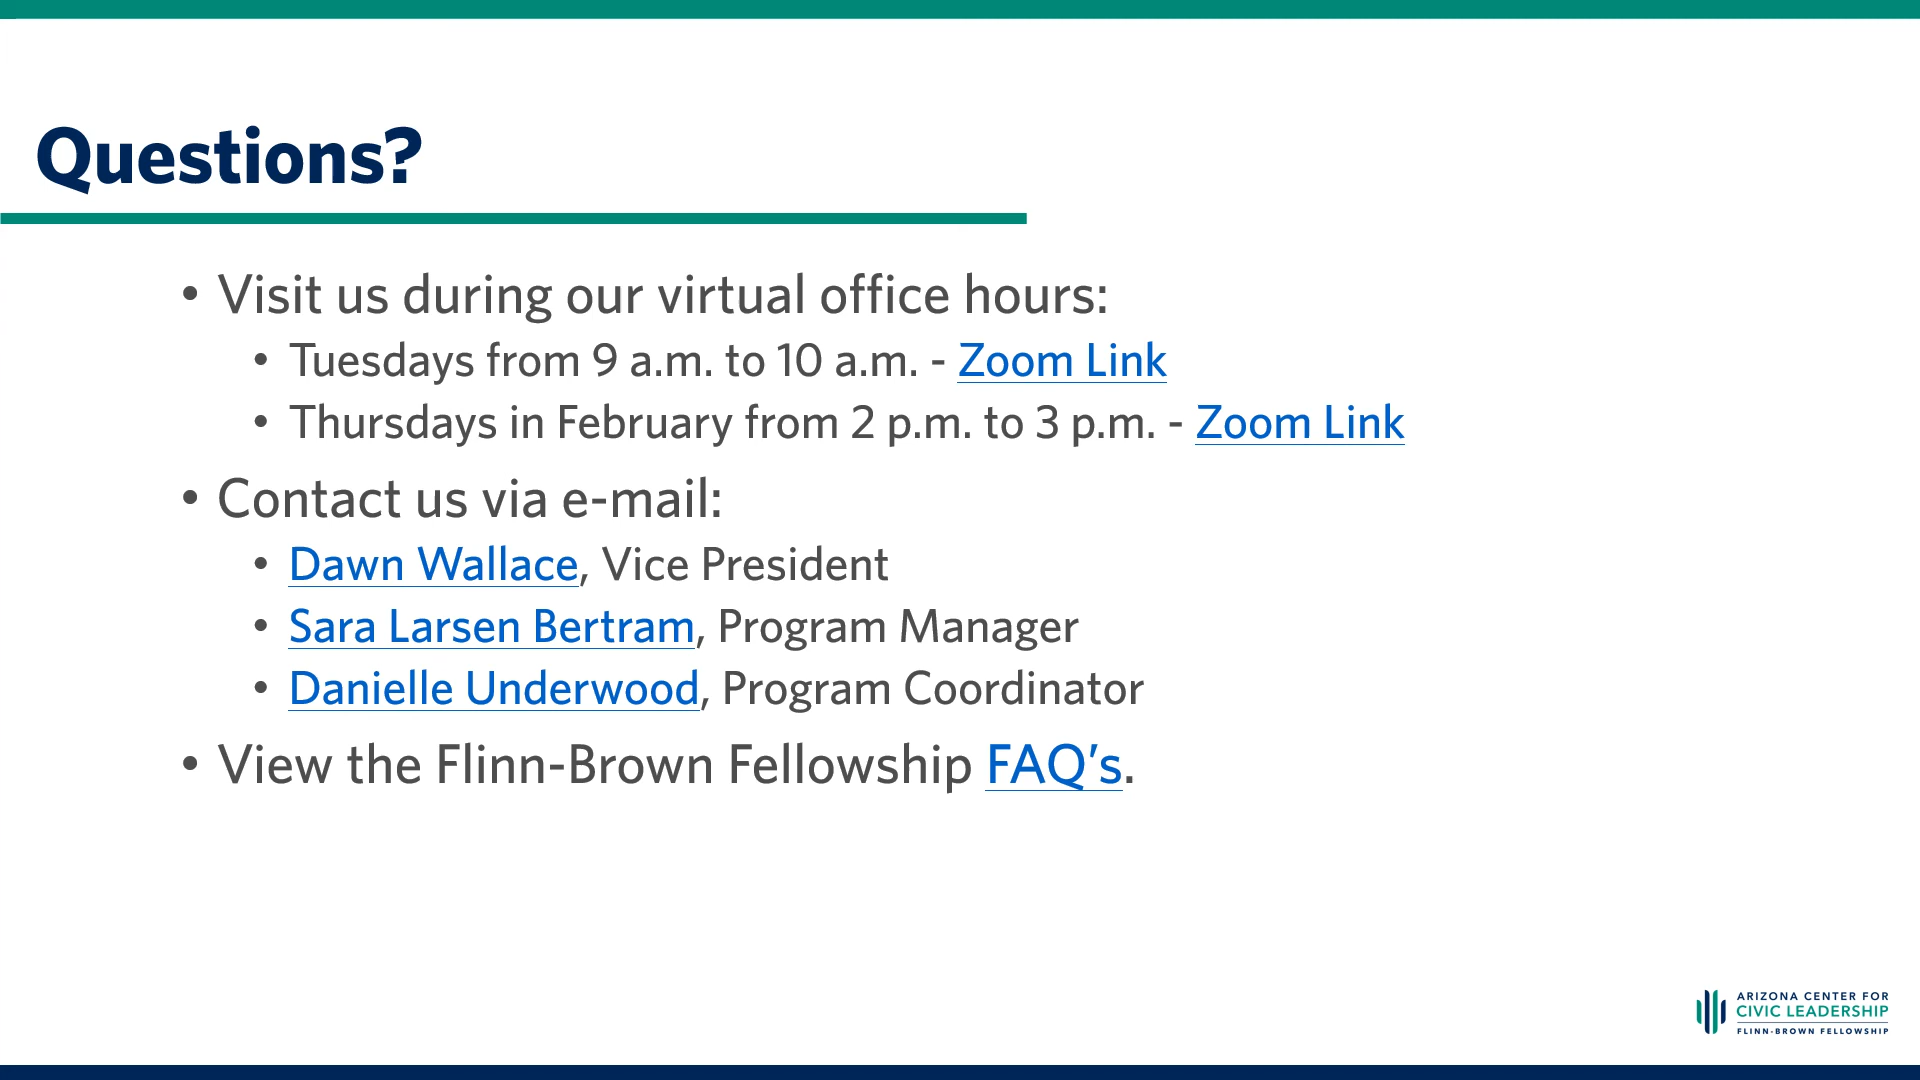 Questions?
• Visit us during our virtual office hours:
• Tuesdays from 9 a.m. to 10 a.m. - Zoom Link
• Thursdays in February from 2 p.m. to 3 p.m. - Zoom Link
• Contact us via e-mail:
• Dawn Wallace, Vice President
• Sara Larsen Bertram, Program Manager
• Danielle Underwood, Program Coordinator
• View the Flinn-Brown Fellowship FAQ’s.
ARIZONA CENTER FOR
CIVIC LEADERSHIP
FLINN-BROWN FELLOWSHIP